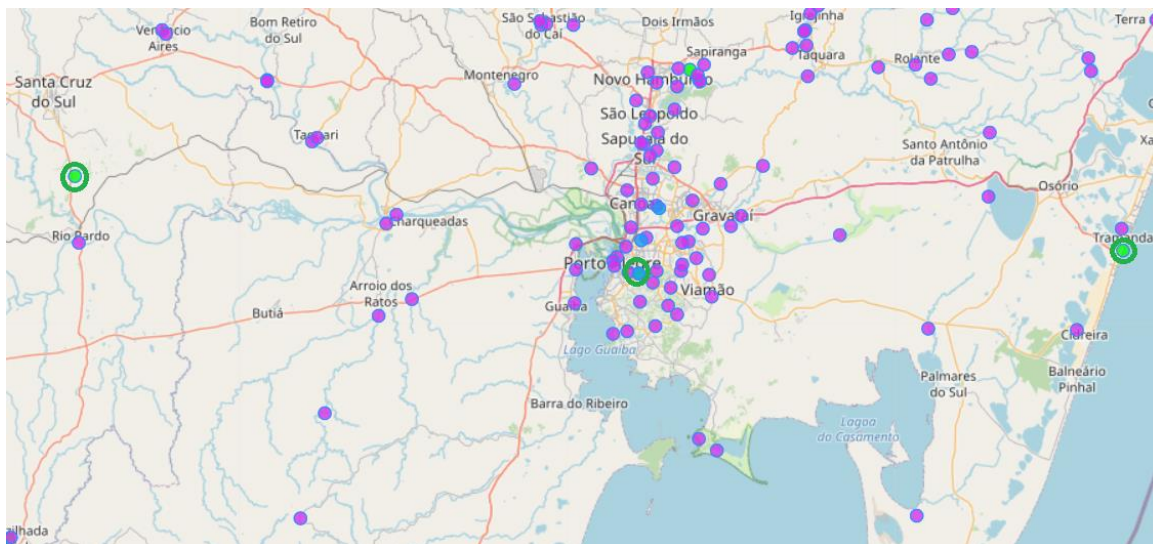 São Sebastião
do Caí
Dois Irmãos
Igrejinha
Terra
Bom Retiro
do Sul
Venâncio
Aires
Sapiranga
Taquara
Rolante
Santa Cruz
do Sul
Montenegro
Novo Hamburgo
São Leopoldo
Taquari
Sapucaia do
Sul
Santo Antônio
da Patrulha
Xa
Osório
Canoas
Gravataí
Charqueadas
Rio Pardo
Tramandaí
Porto Alegre
Viamão
Arroio dos
Ratos
Butiá
Guaíba
Cidreira
Lago Guaíba
Balneário
Pinhal
Palmares
do Sul
Barra do Ribeiro
Lagoa
do Casamento